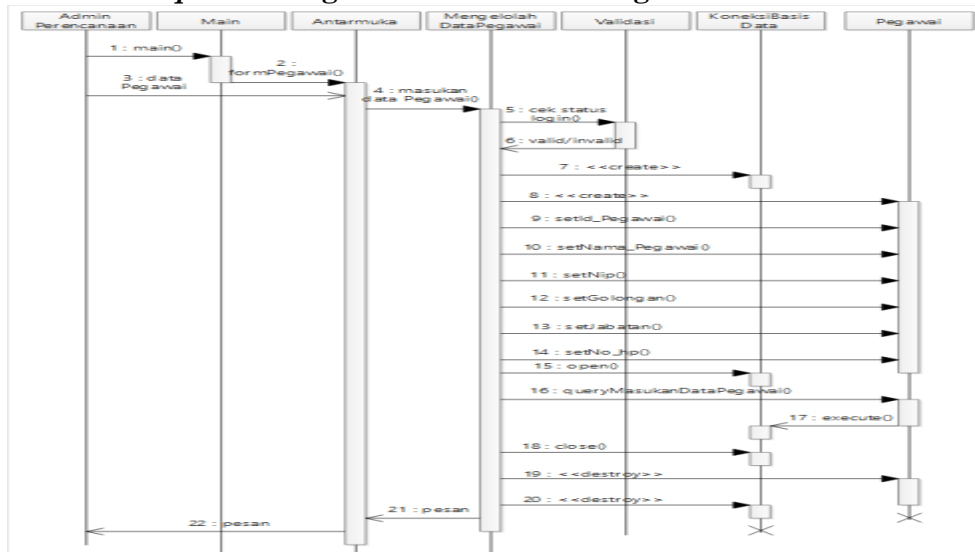 Admin
Perencanaan
Main
Antarmuka
Mengelolah
DataPegawai
Validasi
KoneksiBasis
Data
Pegawai
1 : main()
2 :
formPegawai()
3 : data
Pegawai
4 : masukan
data Pegawai()
5 : cek status
login()
6 : valid/invalid
7 : <<create>>
8 : <<create>>
9 : setId_Pegawai()
10 : setNama_Pegawai()
11 : setNip()
12 : setGolongan()
13 : setJabatan()
14 : setNo_hp()
15 : open()
16 : queryMasukanDataPegawai()
17 : execute()
18 : close()
19 : <<destroy>>
20 : <<destroy>>
21 : pesan
22 : pesan